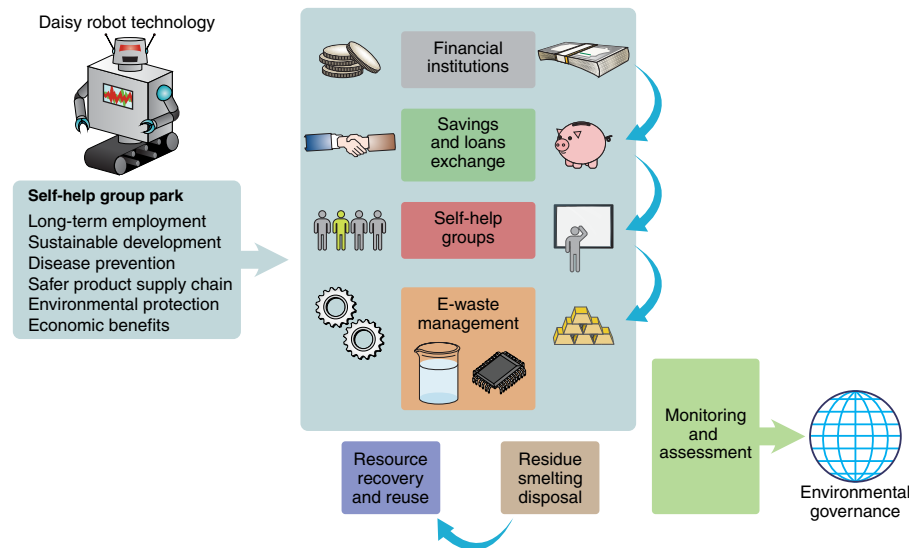 Daisy robot technology
Self-help group park
Long-term employment
Sustainable development
Disease prevention
Safer product supply chain
Environmental protection
Economic benefits
Financial
institutions
Savings
and loans
exchange
Self-help
groups
E-waste
management
Resource
recovery
and reuse
Residue
smelting
disposal
Monitoring
and
assessment
Environmental
governance